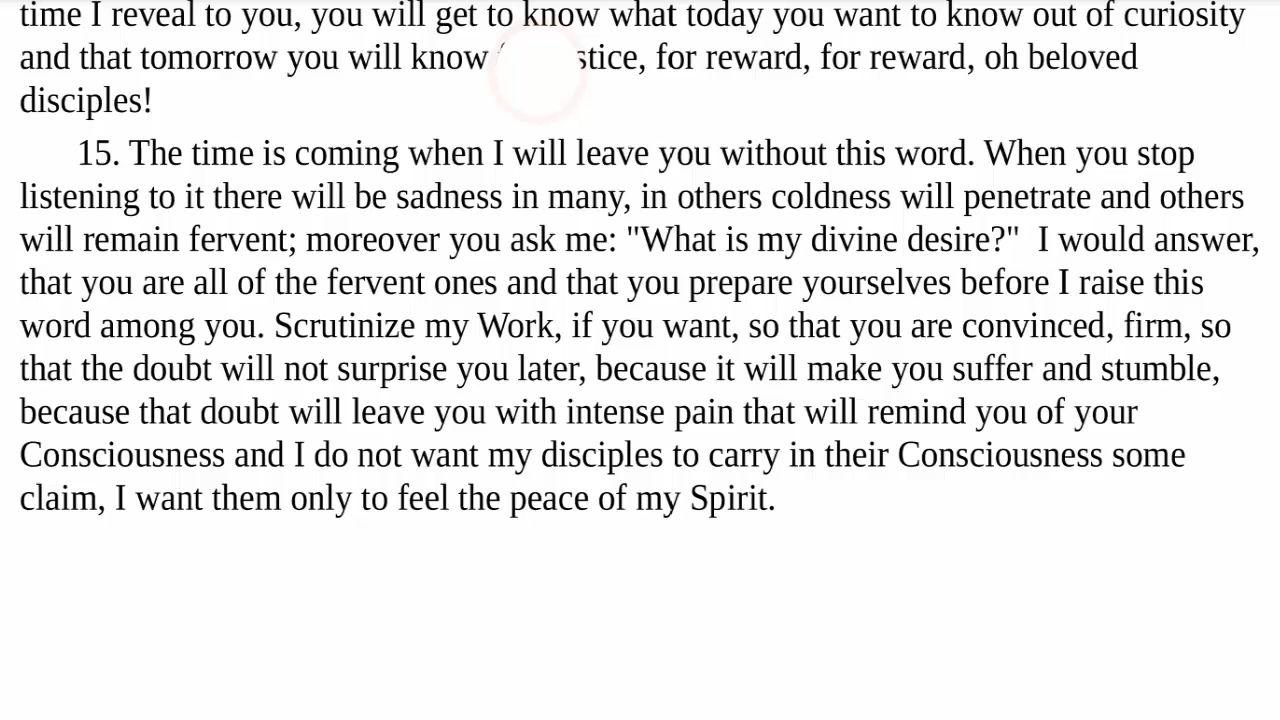 time I reveal to you, you will get to know what today you want to know out of curiosity
and that tomorrow you will know stice, for reward, for reward, oh beloved
disciples!
15. The time is coming when I will leave you without this word. When you stop
listening to it there will be sadness in many, in others coldness will penetrate and others
will remain fervent; moreover you ask me: "What is my divine desire?"  I would answer,
that you are all of the fervent ones and that you prepare yourselves before I raise this
word among you. Scrutinize my Work, if you want, so that you are convinced, firm, so
that the doubt will not surprise you later, because it will make you suffer and stumble,
because that doubt will leave you with intense pain that will remind you of your
Consciousness and I do not want my disciples to carry in their Consciousness some
claim, I want them only to feel the peace of my Spirit.